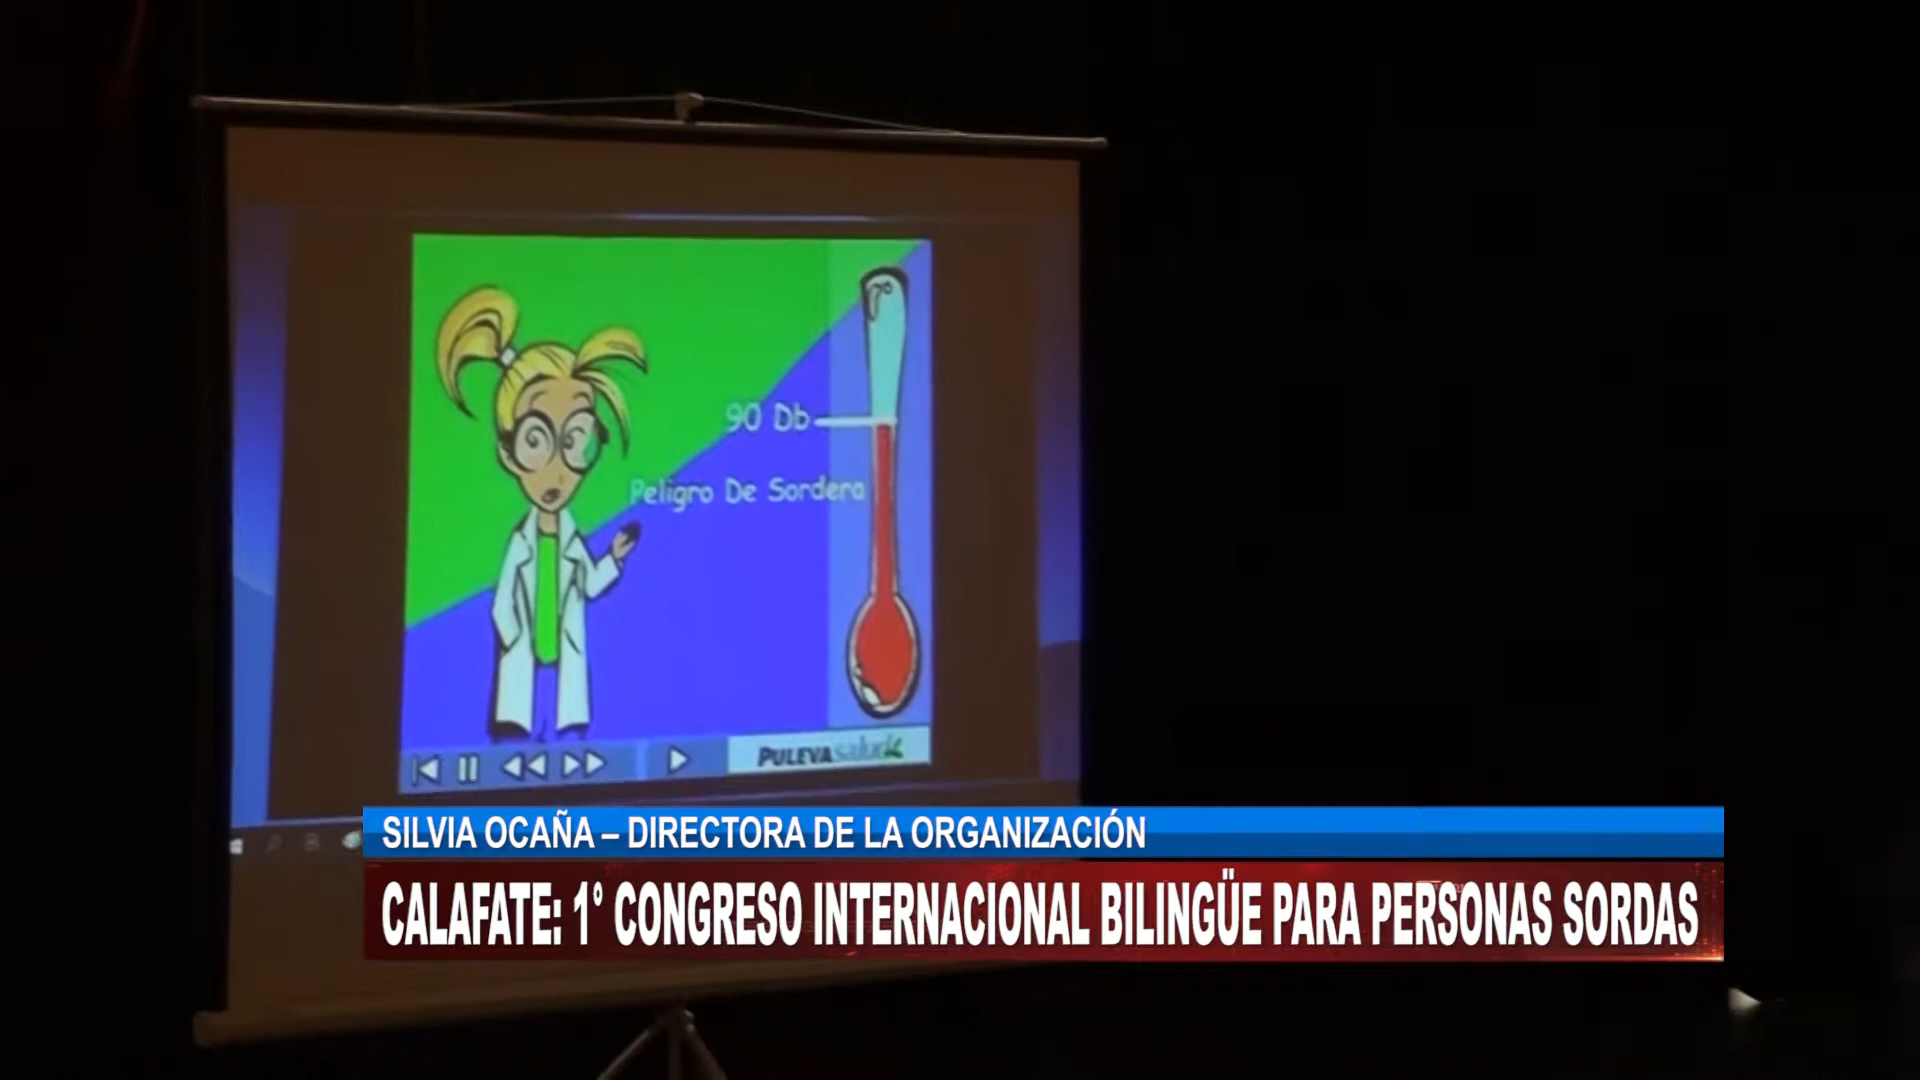 90 Db
Peligro De Sordera
PULEVAsalud
SILVIA OCAÑA – DIRECTORA DE LA ORGANIZACIÓN
CALAFATE: 1° CONGRESO INTERNACIONAL BILINGÜE PARA PERSONAS SORDAS